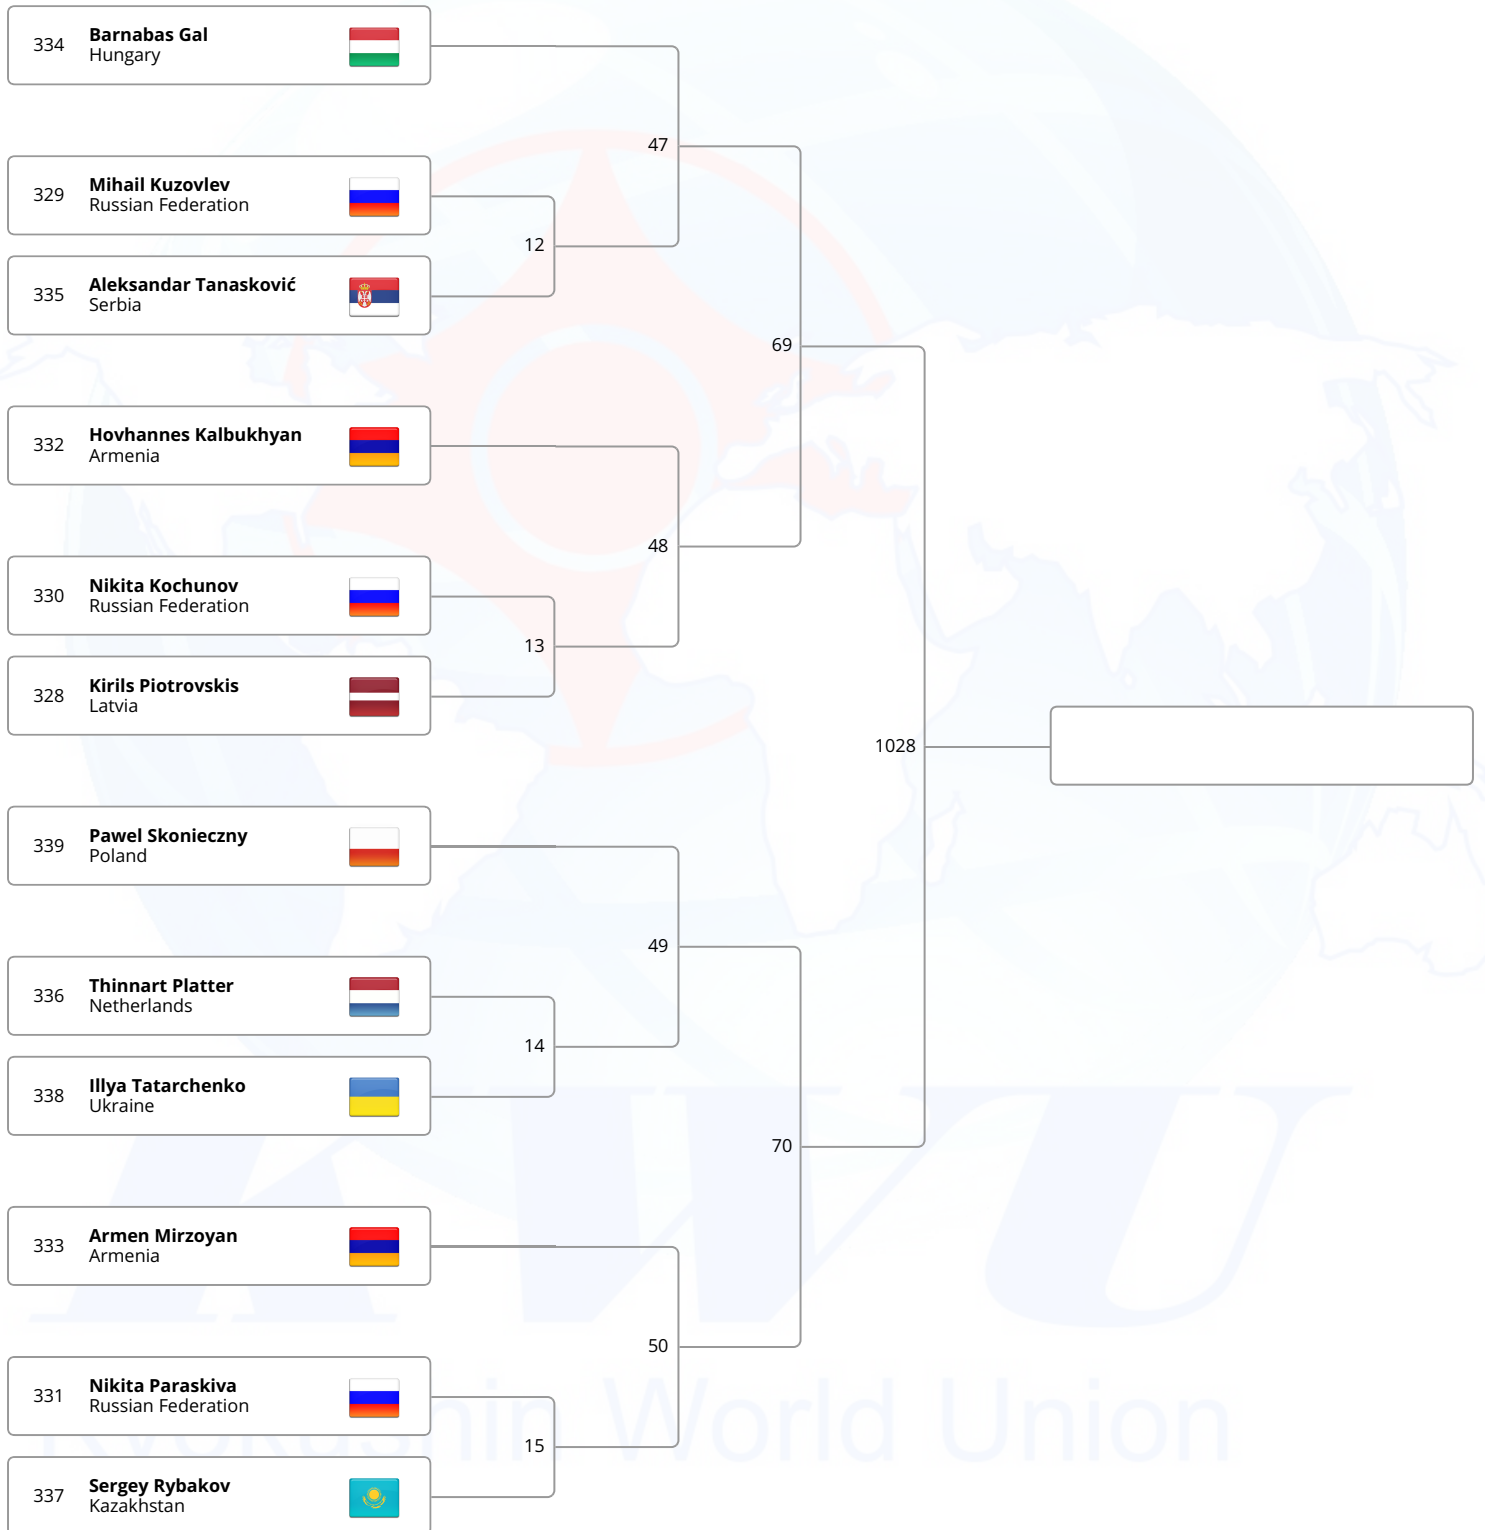 334
Barnabas Gal
Hungary
47
329
Mihail Kuzovlev
Russian Federation
12
335
Aleksandar Tanasković
Serbia
69
332
Hovhannes Kalbukhyan
Armenia
48
330
Nikita Kochunov
Russian Federation
13
328
Kirils Piotrovskis
Latvia
1028
339
Pawel Skonieczny
Poland
49
336
Thinnart Platter
Netherlands
14
338
Illya Tatarchenko
Ukraine
70
333
Armen Mirzoyan
Armenia
50
331
Nikita Paraskiva
Russian Federation
15
337
Sergey Rybakov
Kazakhstan
KWU
Kyokushin World Union